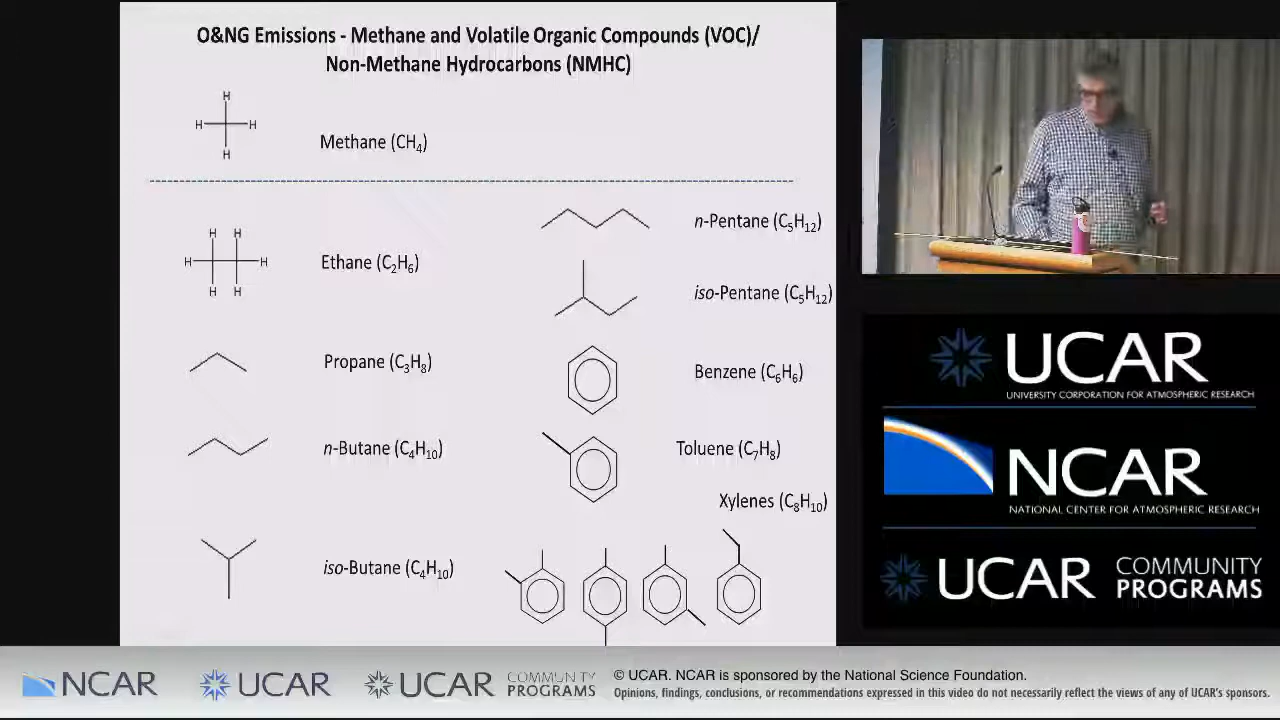 O&NG Emissions - Methane and Volatile Organic Compounds (VOC)/
Non-Methane Hydrocarbons (NMHC)
H
H H
H
Methane (CH₄)
H H
H H
H H
Ethane (C₂H₆)
Propane (C₃H₈)
n-Butane (C₄H₁₀)
iso-Butane (C₄H₁₀)
n-Pentane (C₅H₁₂)
iso-Pentane (C₅H₁₂)
Benzene (C₆H₆)
Toluene (C₇H₈)
Xylenes (C₈H₁₀)
UCAR
UNIVERSITY CORPORATION FOR ATMOSPHERIC RESEARCH
NCAR
NATIONAL CENTER FOR ATMOSPHERIC RESEARCH
UCAR COMMUNITY
PROGRAMS
NCAR UCAR UCAR COMMUNITY
PROGRAMS
© UCAR. NCAR is sponsored by the National Science Foundation.
Opinions, findings, conclusions, or recommendations expressed in this video do not necessarily reflect the views of any of UCAR's sponsors.